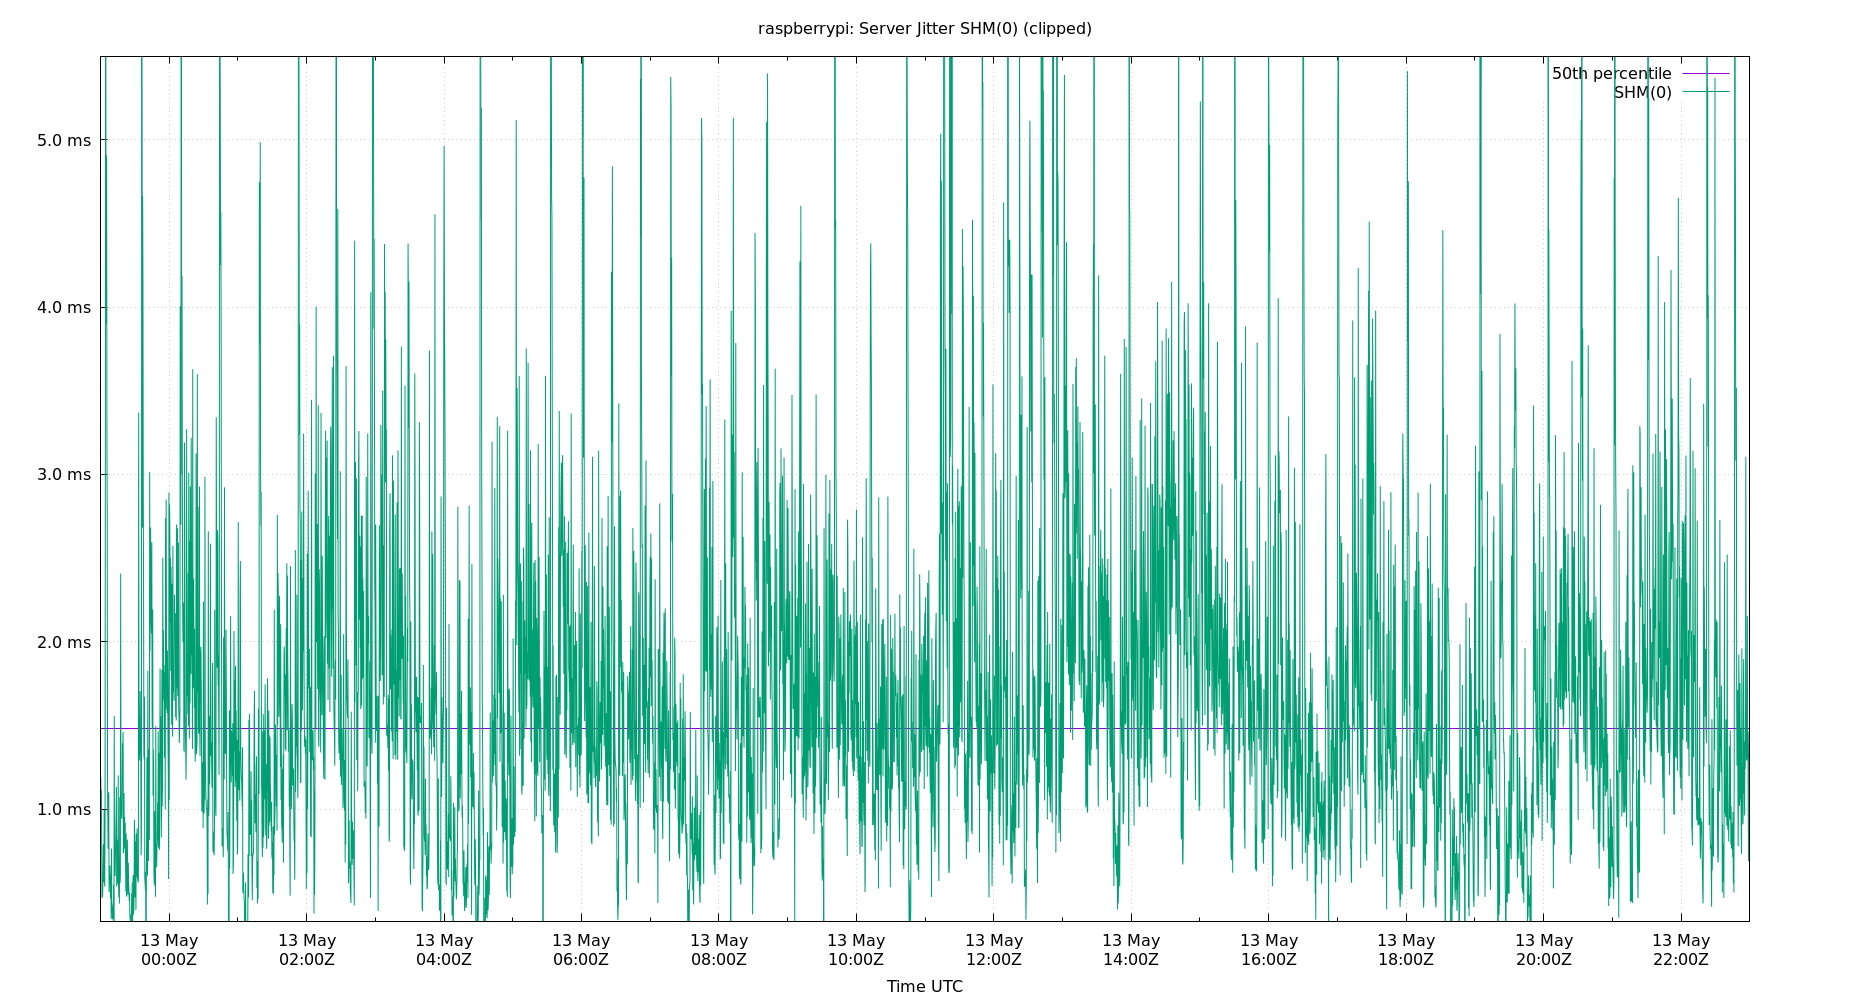 raspberrypi: Server Jitter SHM(0) (clipped)
50th percentile
SHM(0)
5.0 ms
4.0 ms
3.0 ms
2.0 ms
1.0 ms
13 May 13 May 13 May 13 May 13 May 13 May 13 May 13 May 13 May 13 May 13 May 13 May
00:00Z 02:00Z 04:00Z 06:00Z 08:00Z 10:00Z 12:00Z 14:00Z 16:00Z 18:00Z 20:00Z 22:00Z
Time UTC